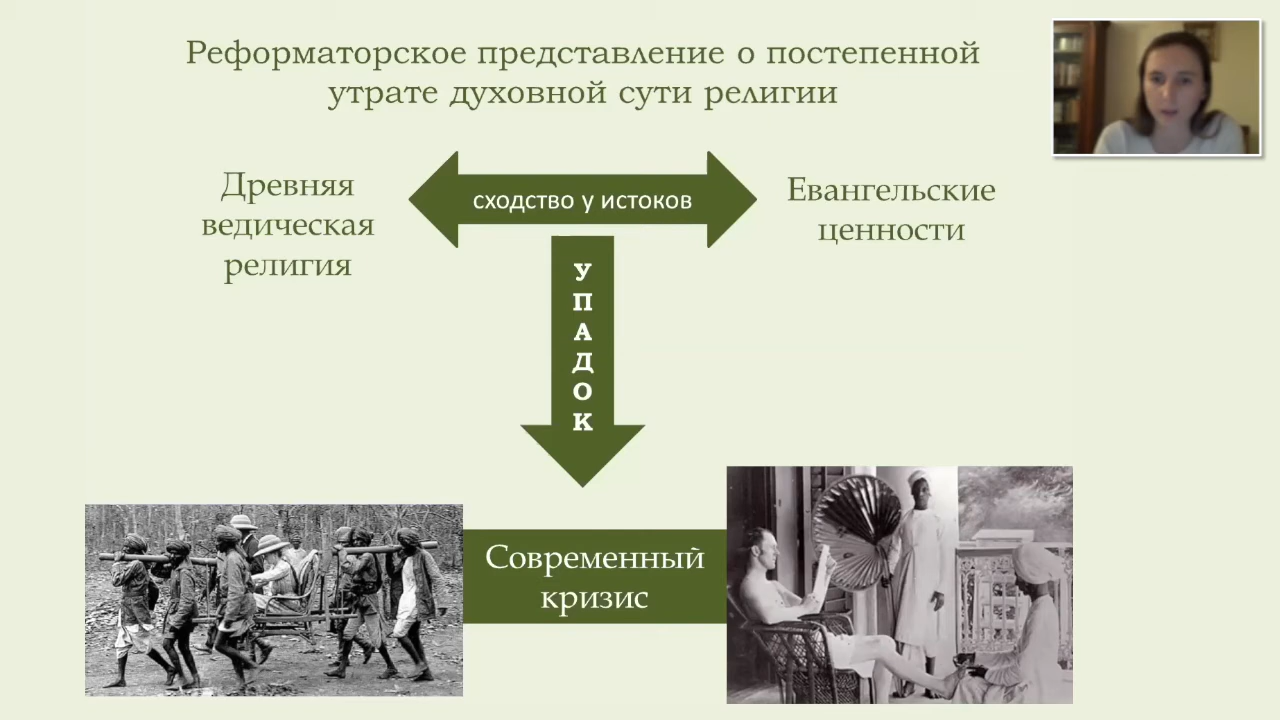 Реформаторское представление о постепенной
утрате духовной сути религии
Древняя
ведическая
религия
сходство у истоков
Евангельские
ценности
У
П
А
Д
О
К
Современный
кризис